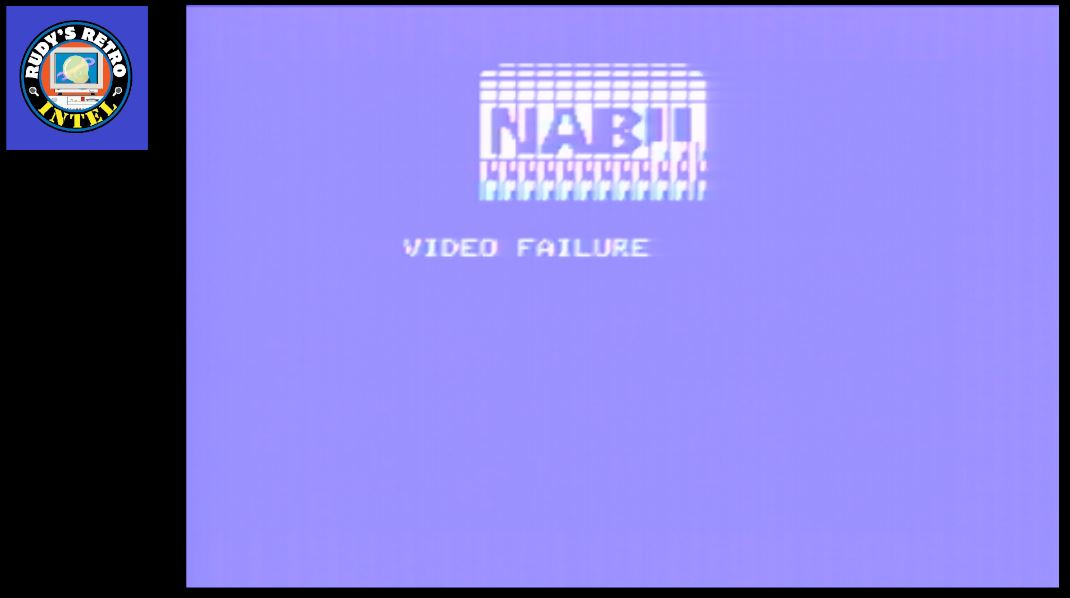 RUDY'S RETRO
INTEL
NABU
VIDEO FAILURE